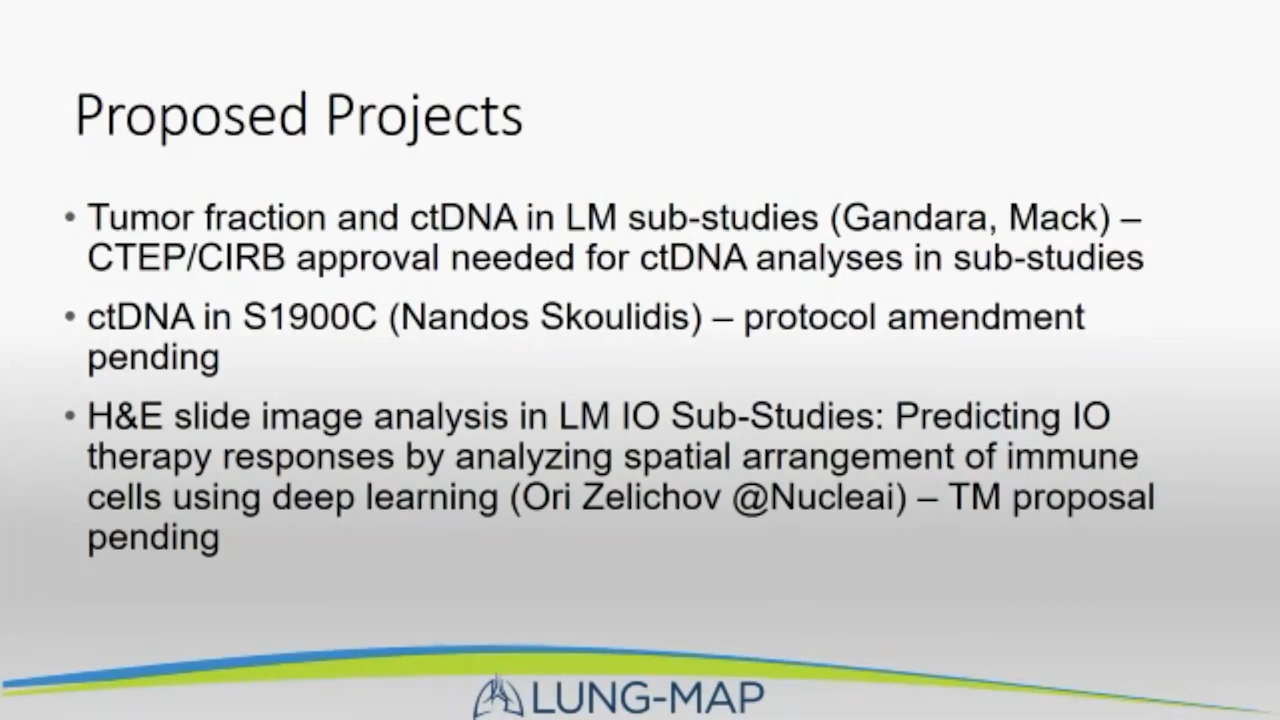 Proposed Projects
• Tumor fraction and ctDNA in LM sub-studies (Gandara, Mack) –
CTEP/CIRB approval needed for ctDNA analyses in sub-studies
• ctDNA in S1900C (Nandos Skoulidis) – protocol amendment
pending
• H&E slide image analysis in LM IO Sub-Studies: Predicting IO
therapy responses by analyzing spatial arrangement of immune
cells using deep learning (Ori Zelichov @Nucleai) – TM proposal
pending
LUNG-MAP